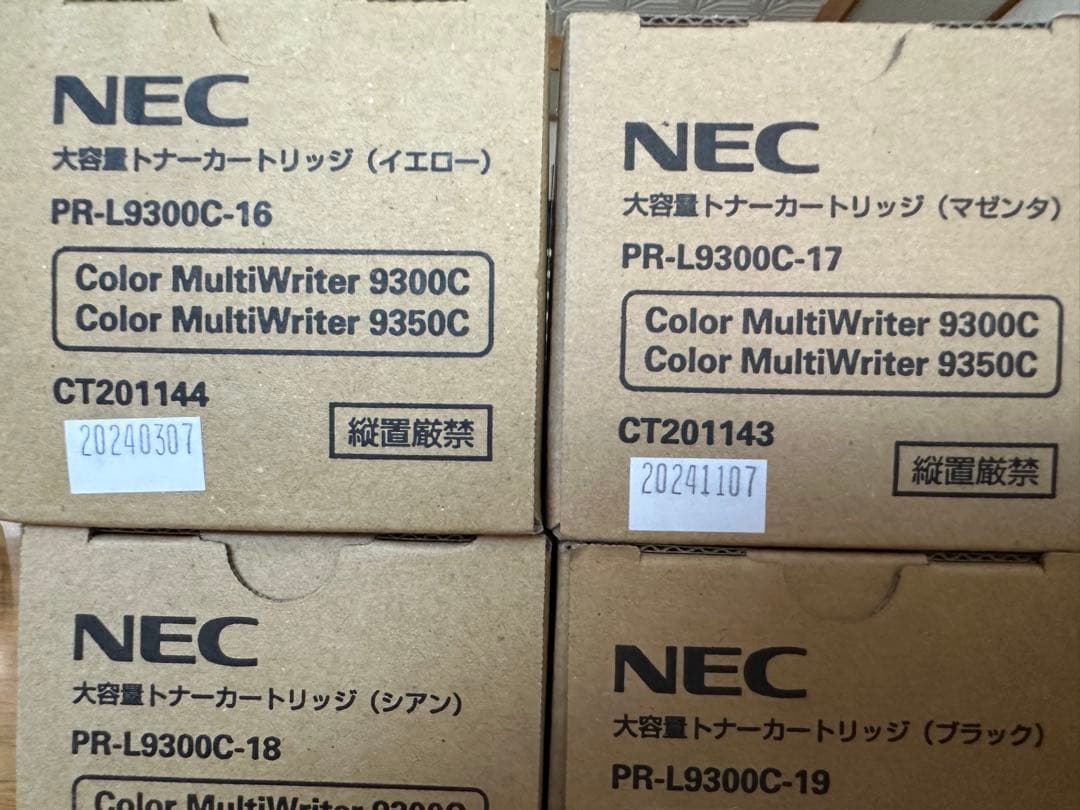 NEC
大容量トナーカートリッジ（イエロー）
PR-L9300C-16
Color MultiWriter 9300C
Color MultiWriter 9350C
CT201144
縦置厳禁
20240307
NEC
大容量トナーカートリッジ（マゼンタ）
PR-L9300C-17
Color MultiWriter 9300C
Color MultiWriter 9350C
CT201143
縦置厳禁
20241107
NEC
大容量トナーカートリッジ（シアン）
PR-L9300C-18
Color MultiWriter 9300C
NEC
大容量トナーカートリッジ（ブラック）
PR-L9300C-19